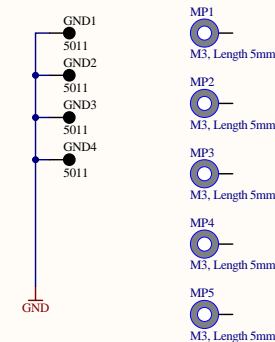 GND1
5011
GND2
5011
GND3
5011
GND4
5011
GND
MP1
M3, Length 5mm
MP2
M3, Length 5mm
MP3
M3, Length 5mm
MP4
M3, Length 5mm
MP5
M3, Length 5mm